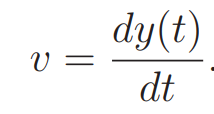 v = dy(t)/dt.